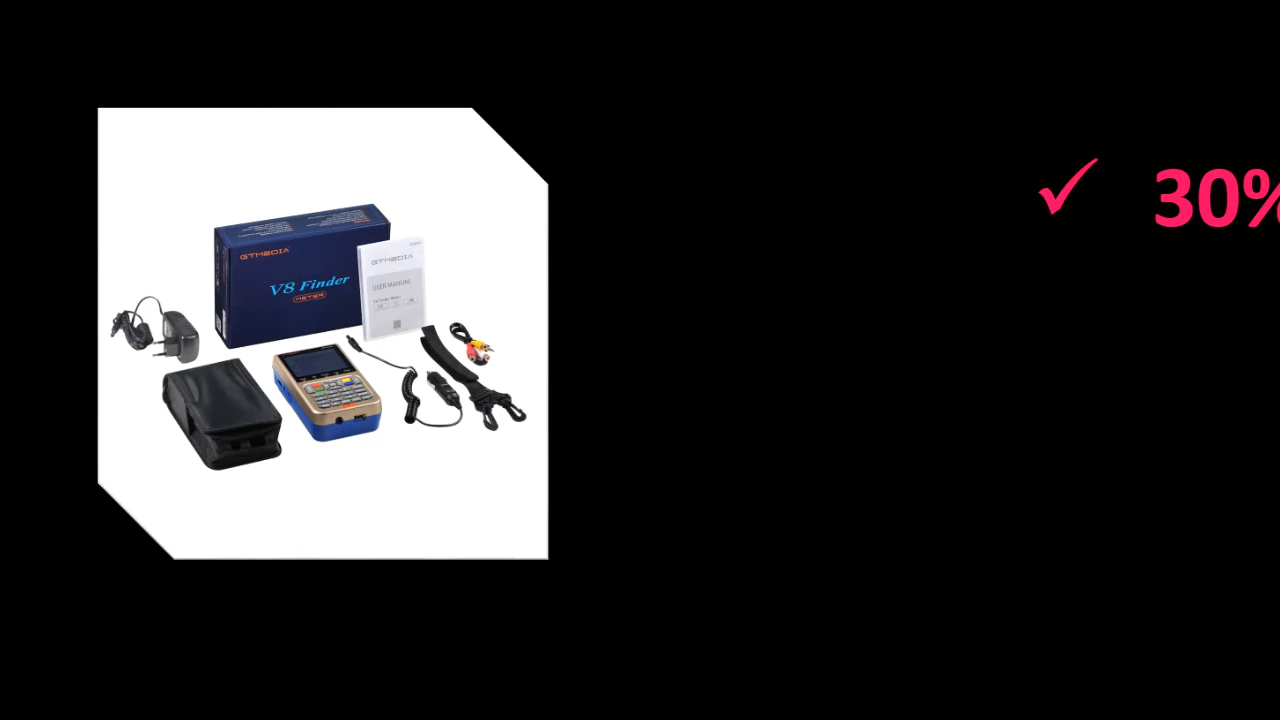 GTMEDIA
V8 Finder
METER
GTMEDIA
USER MANUAL
✓ 30%